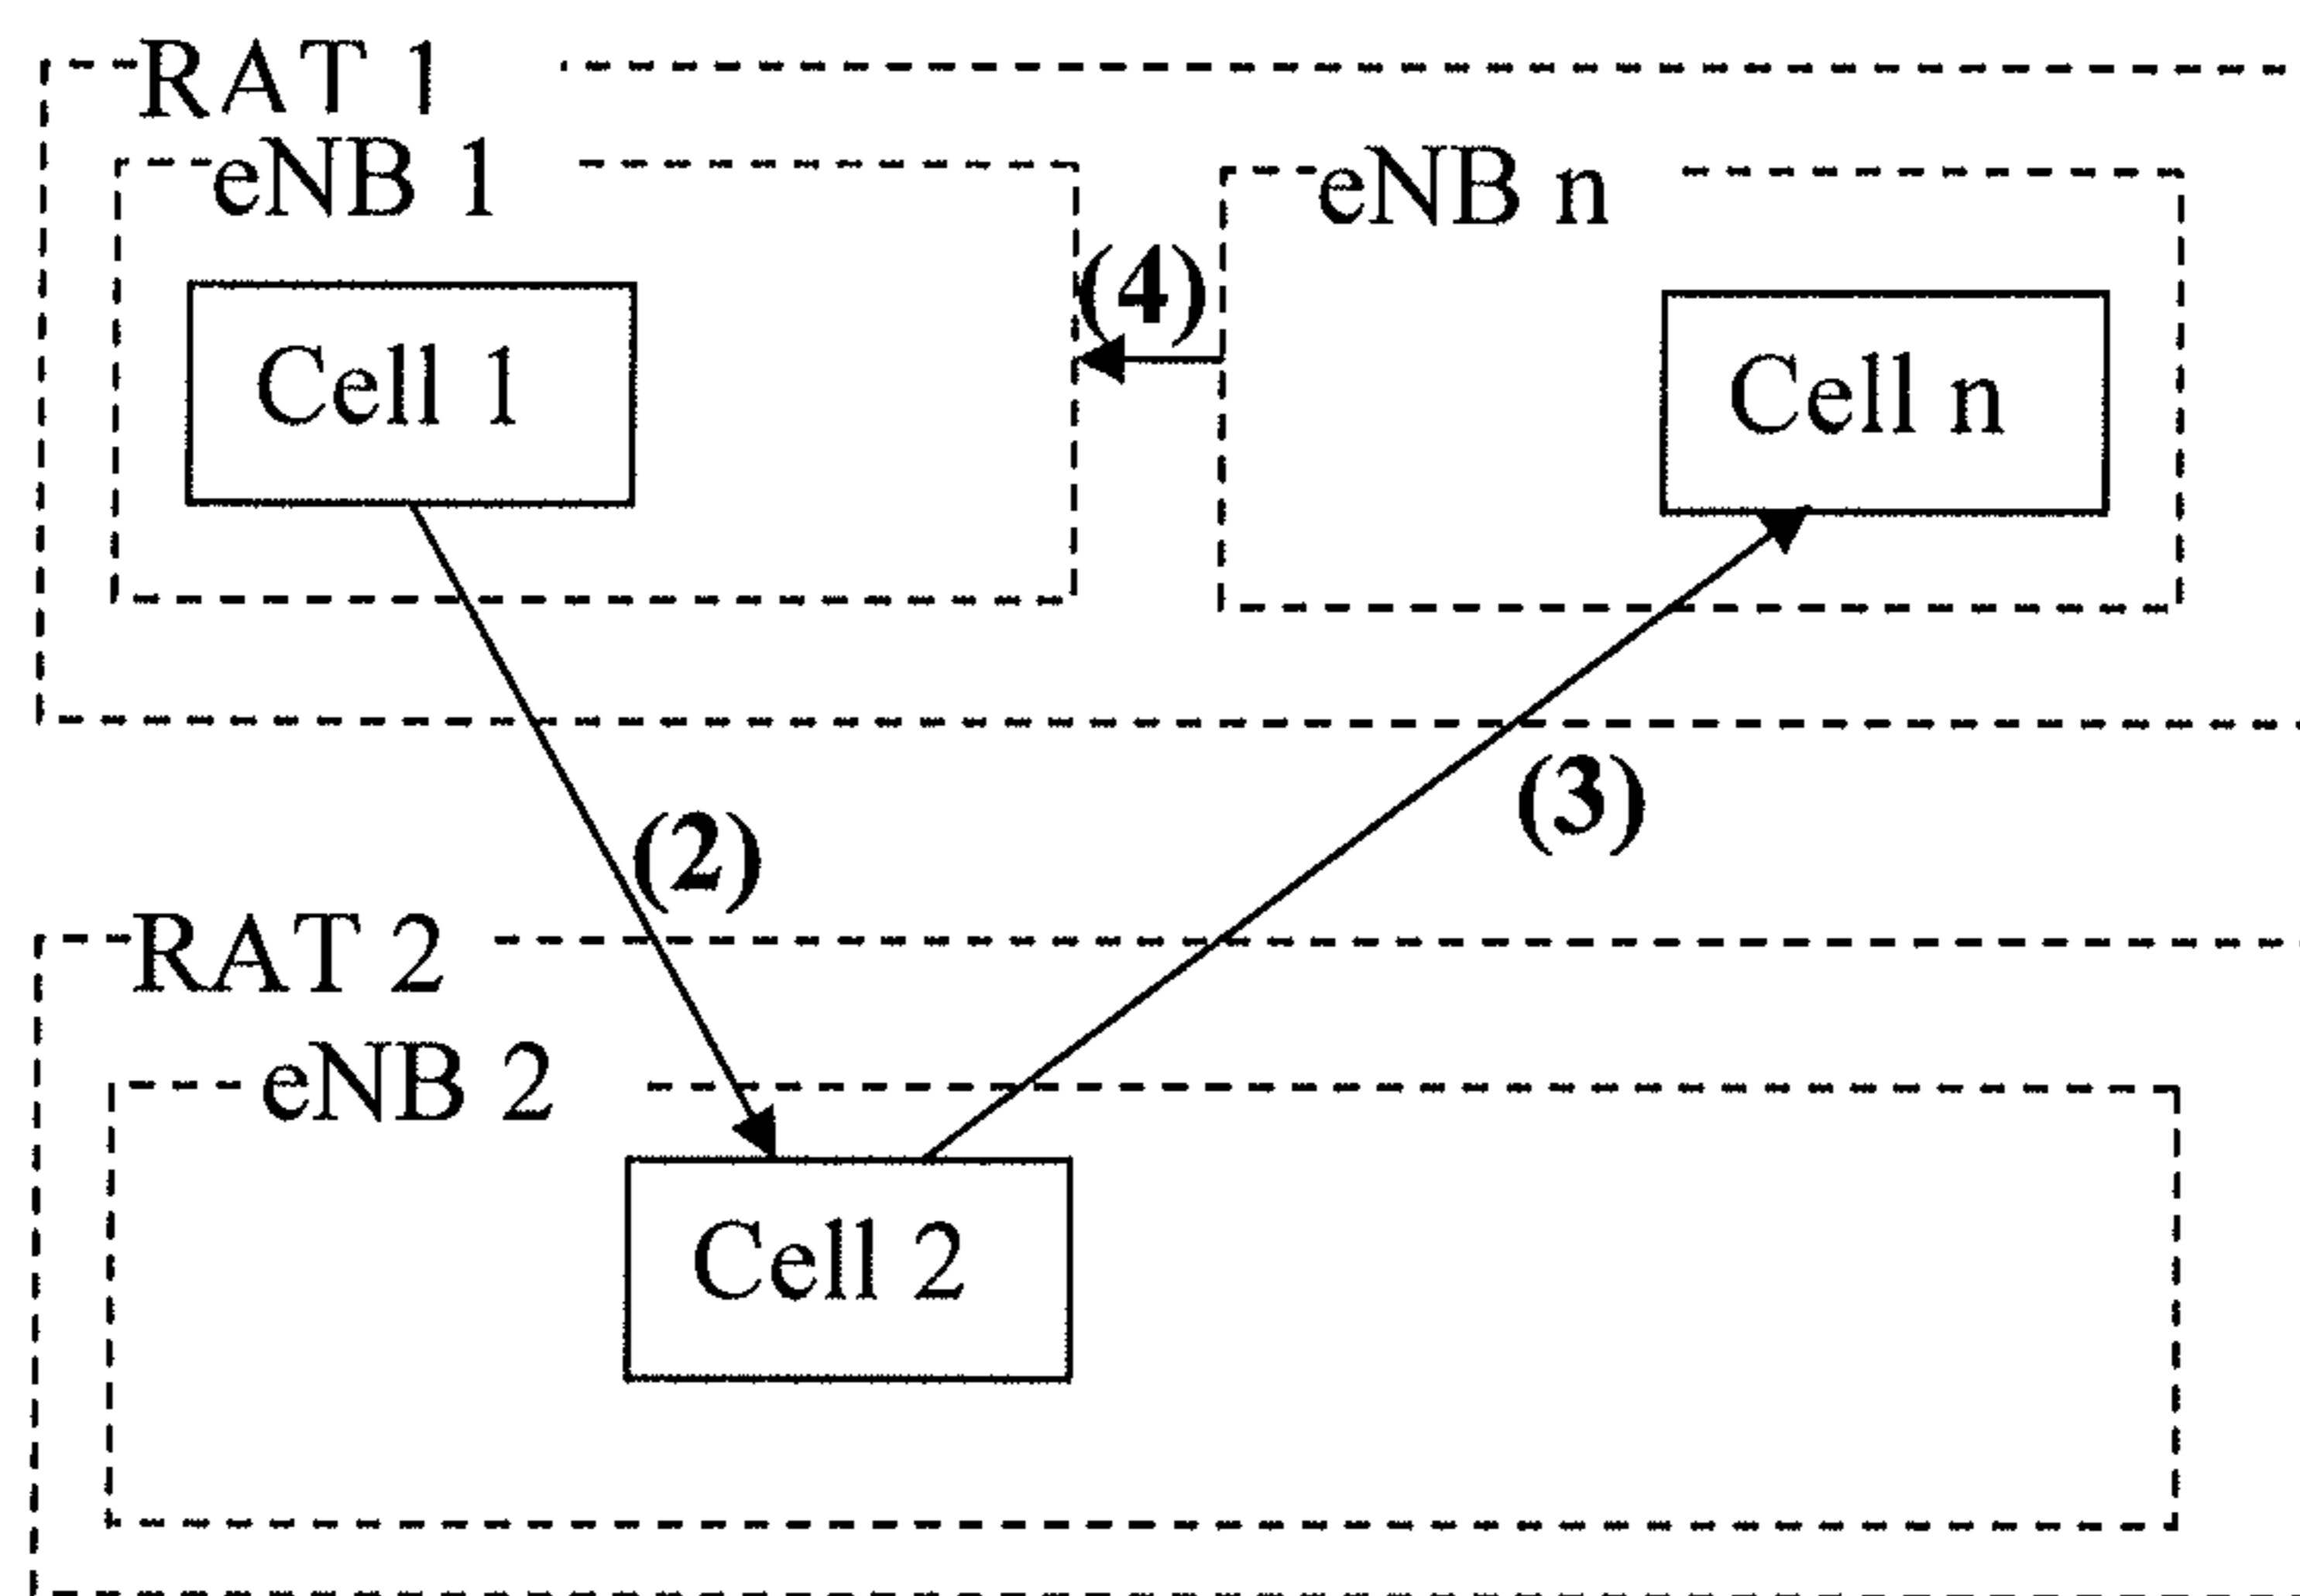 RAT 1
eNB 1
eNB n
(4)
Cell 1
Cell n
(3)
(2)
RAT 2
eNB 2
Cell 2